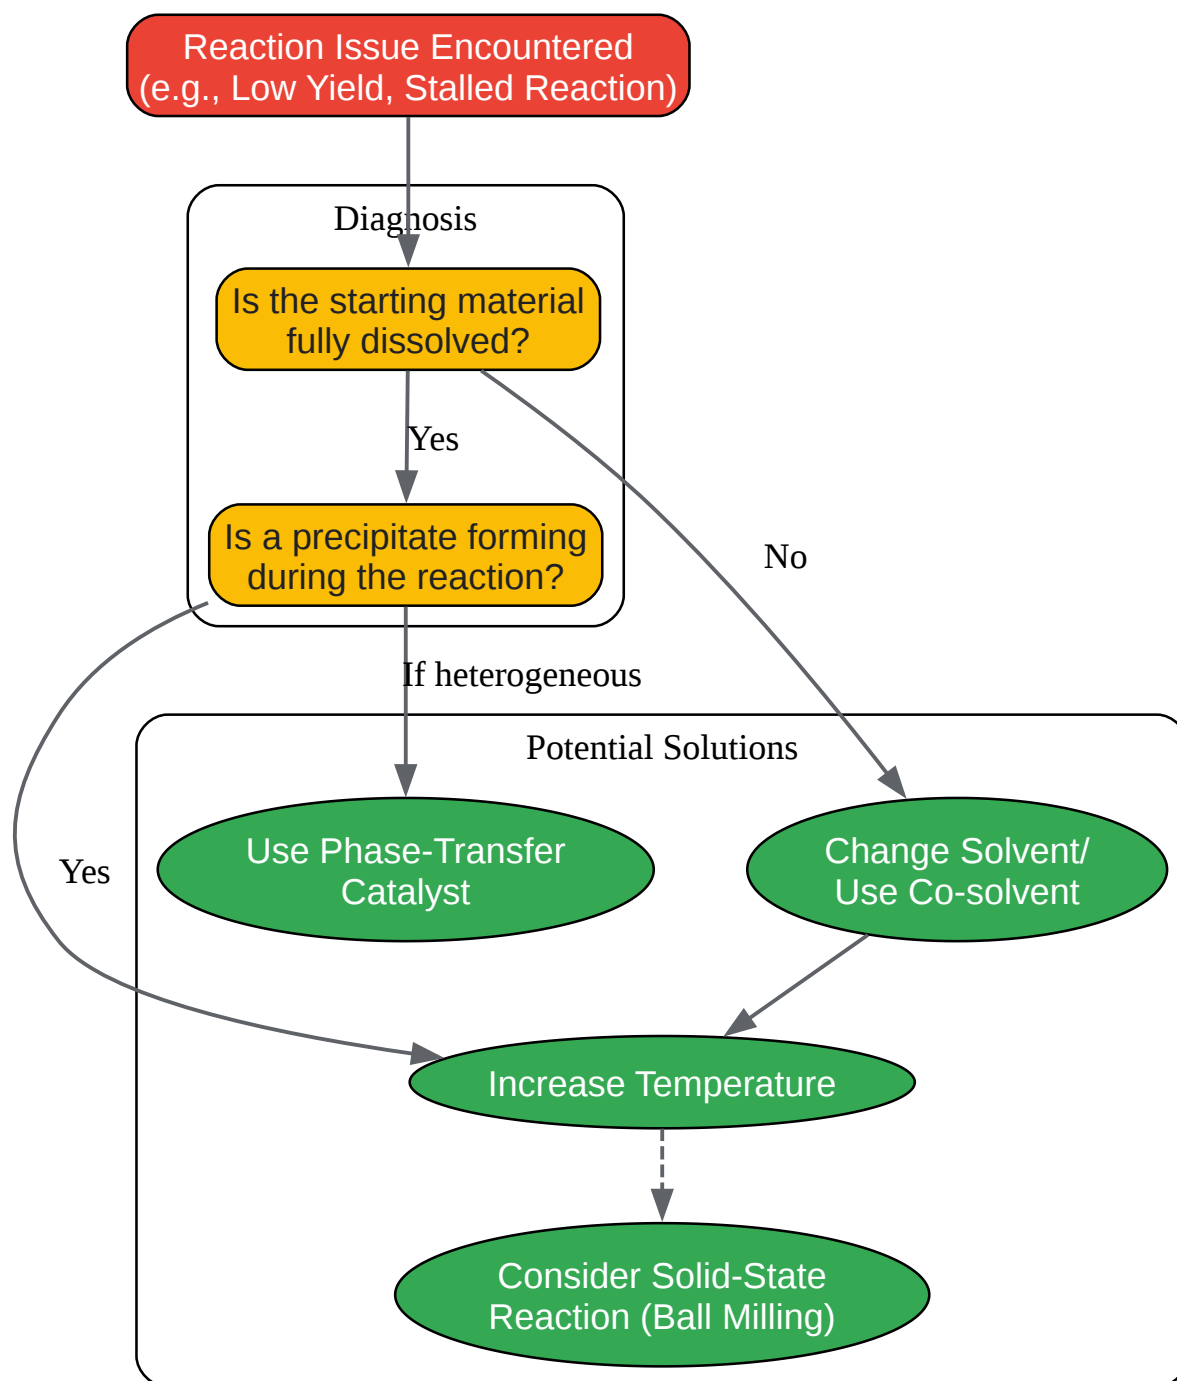 Reaction Issue Encountered
(e.g., Low Yield, Stalled Reaction)
Diagnosis
Is the starting material
fully dissolved?
Yes
Is a precipitate forming
during the reaction?
No
If heterogeneous
Potential Solutions
Use Phase-Transfer
Catalyst
Change Solvent/
Use Co-solvent
Yes
Increase Temperature
Consider Solid-State
Reaction (Ball Milling)